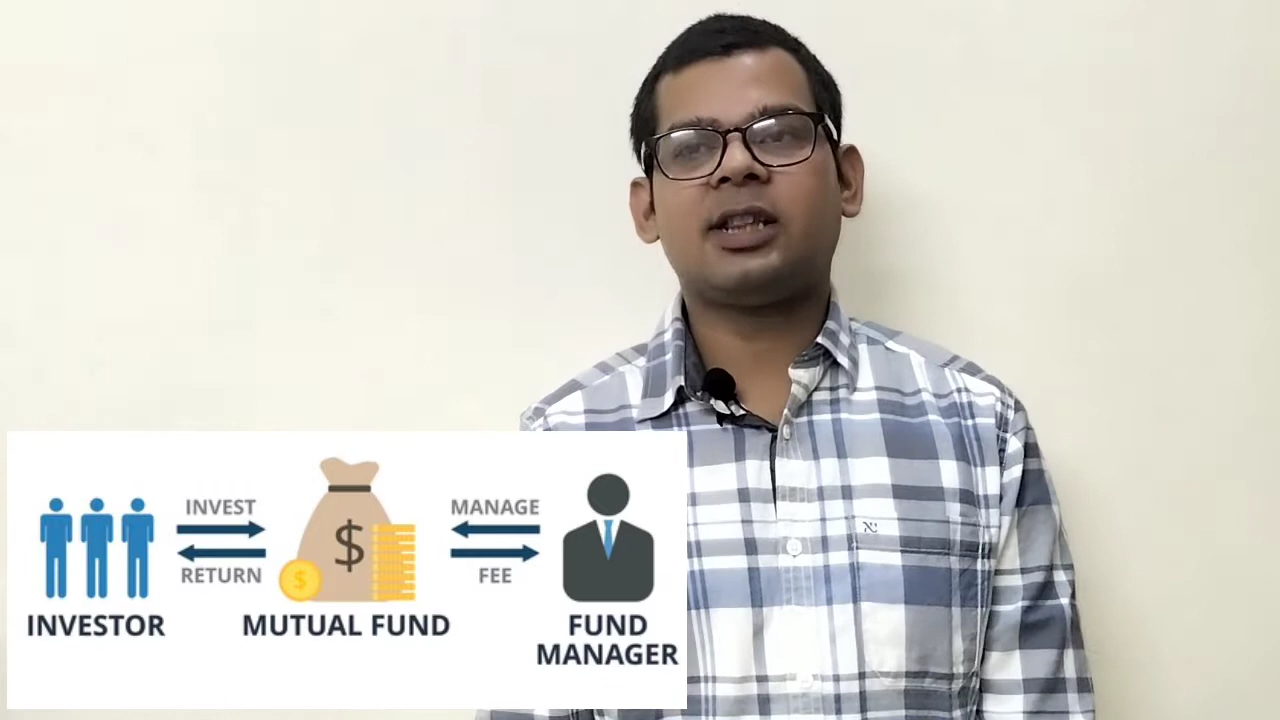 INVEST
RETURN
MANAGE
FEE
INVESTOR
MUTUAL FUND
FUND
MANAGER